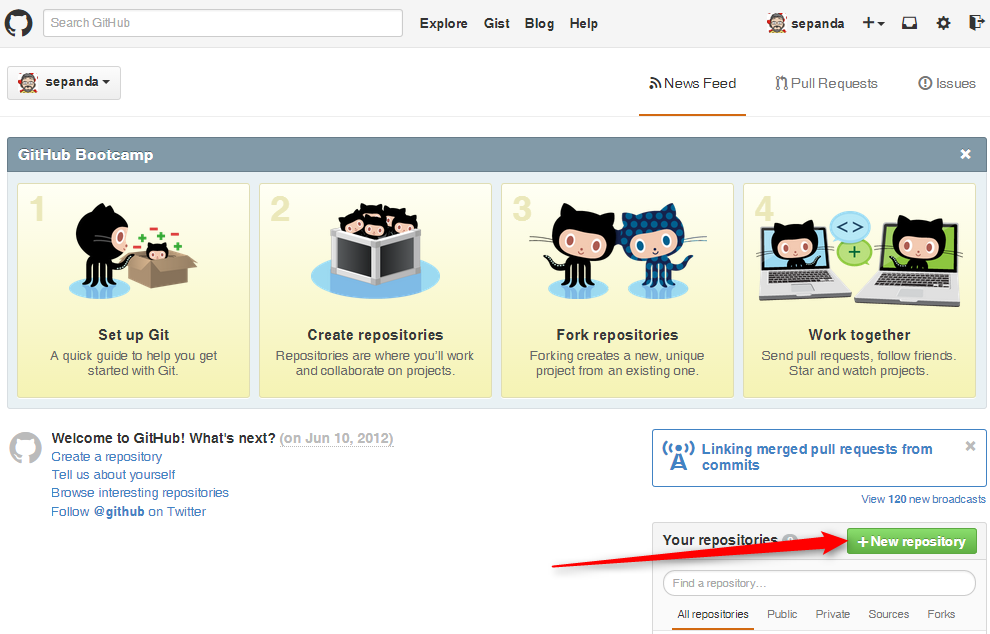 Search GitHub
Explore Gist Blog Help
sepanda
sepanda
News Feed Pull Requests Issues
GitHub Bootcamp
1
Set up Git
A quick guide to help you get
started with Git.
2
Create repositories
Repositories are where you'll work
and collaborate on projects.
3
Fork repositories
Forking creates a new, unique
project from an existing one.
4
Work together
Send pull requests, follow friends.
Star and watch projects.
Welcome to GitHub! What's next? (on Jun 10, 2012)
Create a repository
Tell us about yourself
Browse interesting repositories
Follow @github on Twitter
Linking merged pull requests from
commits
View 120 new broadcasts
Your repositories
+ New repository
Find a repository...
All repositories Public Private Sources Forks